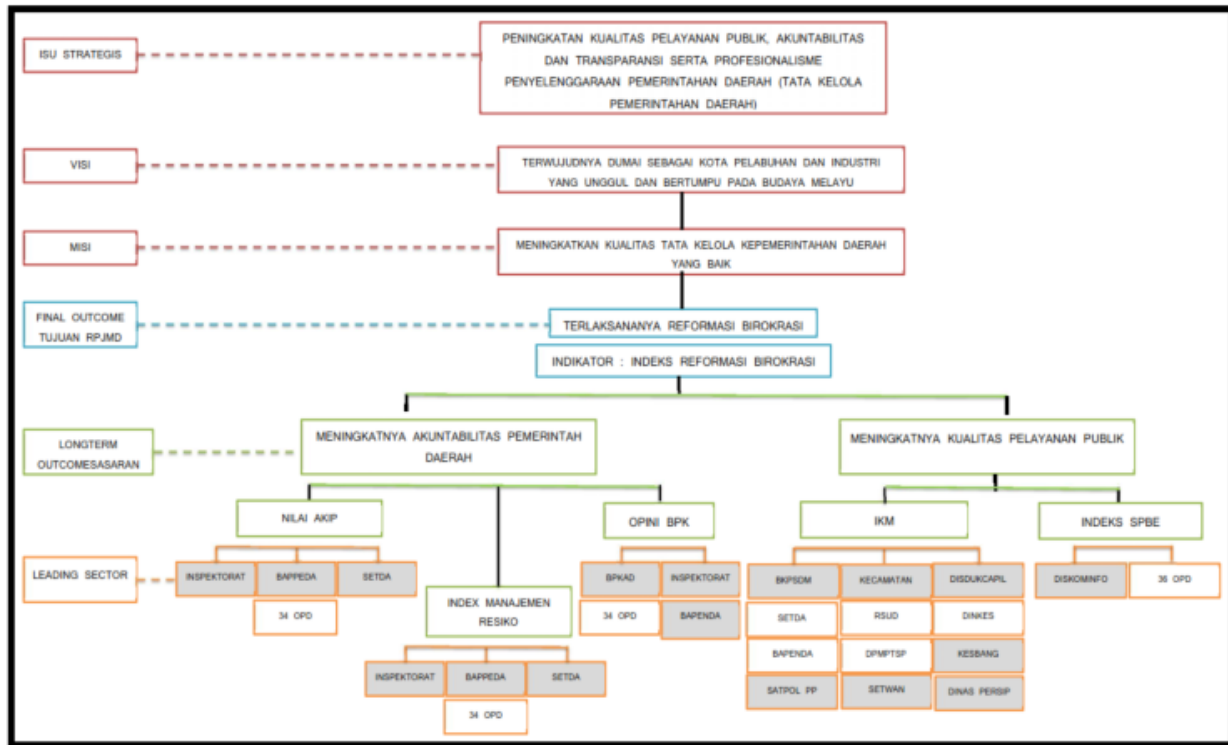 ISU STRATEGIS
PENINGKATAN KUALITAS PELAYANAN PUBLIK, AKUNTABILITAS
DAN TRANSPARANSI SERTA PROFESIONALISME
PENYELENGGARAAN PEMERINTAHAN DAERAH (TATA KELOLA
PEMERINTAHAN DAERAH)
VISI
TERWUJUDNYA DUMAI SEBAGAI KOTA PELABUHAN DAN INDUSTRI
YANG UNGGUL DAN BERTUMPU PADA BUDAYA MELAYU
MISI
MENINGKATKAN KUALITAS TATA KELOLA KEPEMERINTAHAN DAERAH
YANG BAIK
FINAL OUTCOME
TUJUAN RPJMD
TERLAKSANANYA REFORMASI BIROKRASI
INDIKATOR : INDEKS REFORMASI BIROKRASI
LONGTERM
OUTCOMESASARAN
MENINGKATNYA AKUNTABILITAS PEMERINTAH
DAERAH
MENINGKATNYA KUALITAS PELAYANAN PUBLIK
NILAI AKIP
OPINI BPK
IKM
INDEKS SPBE
LEADING SECTOR
INSPEKTORAT
BAPPEDA
SETDA
34 OPD
INDEX MANAJEMEN
RESIKO
INSPEKTORAT
BAPPEDA
SETDA
34 OPD
BPKAD
INSPEKTORAT
34 OPD
BAPENDA
BKPSDM
KECAMATAN
DISDUKCAPIL
SETDA
RSUD
DINKES
BAPENDA
DPMPTSP
KESBANG
SATPOL PP
SETWAN
DINAS PERSIP
DISKOMINFO
36 OPD